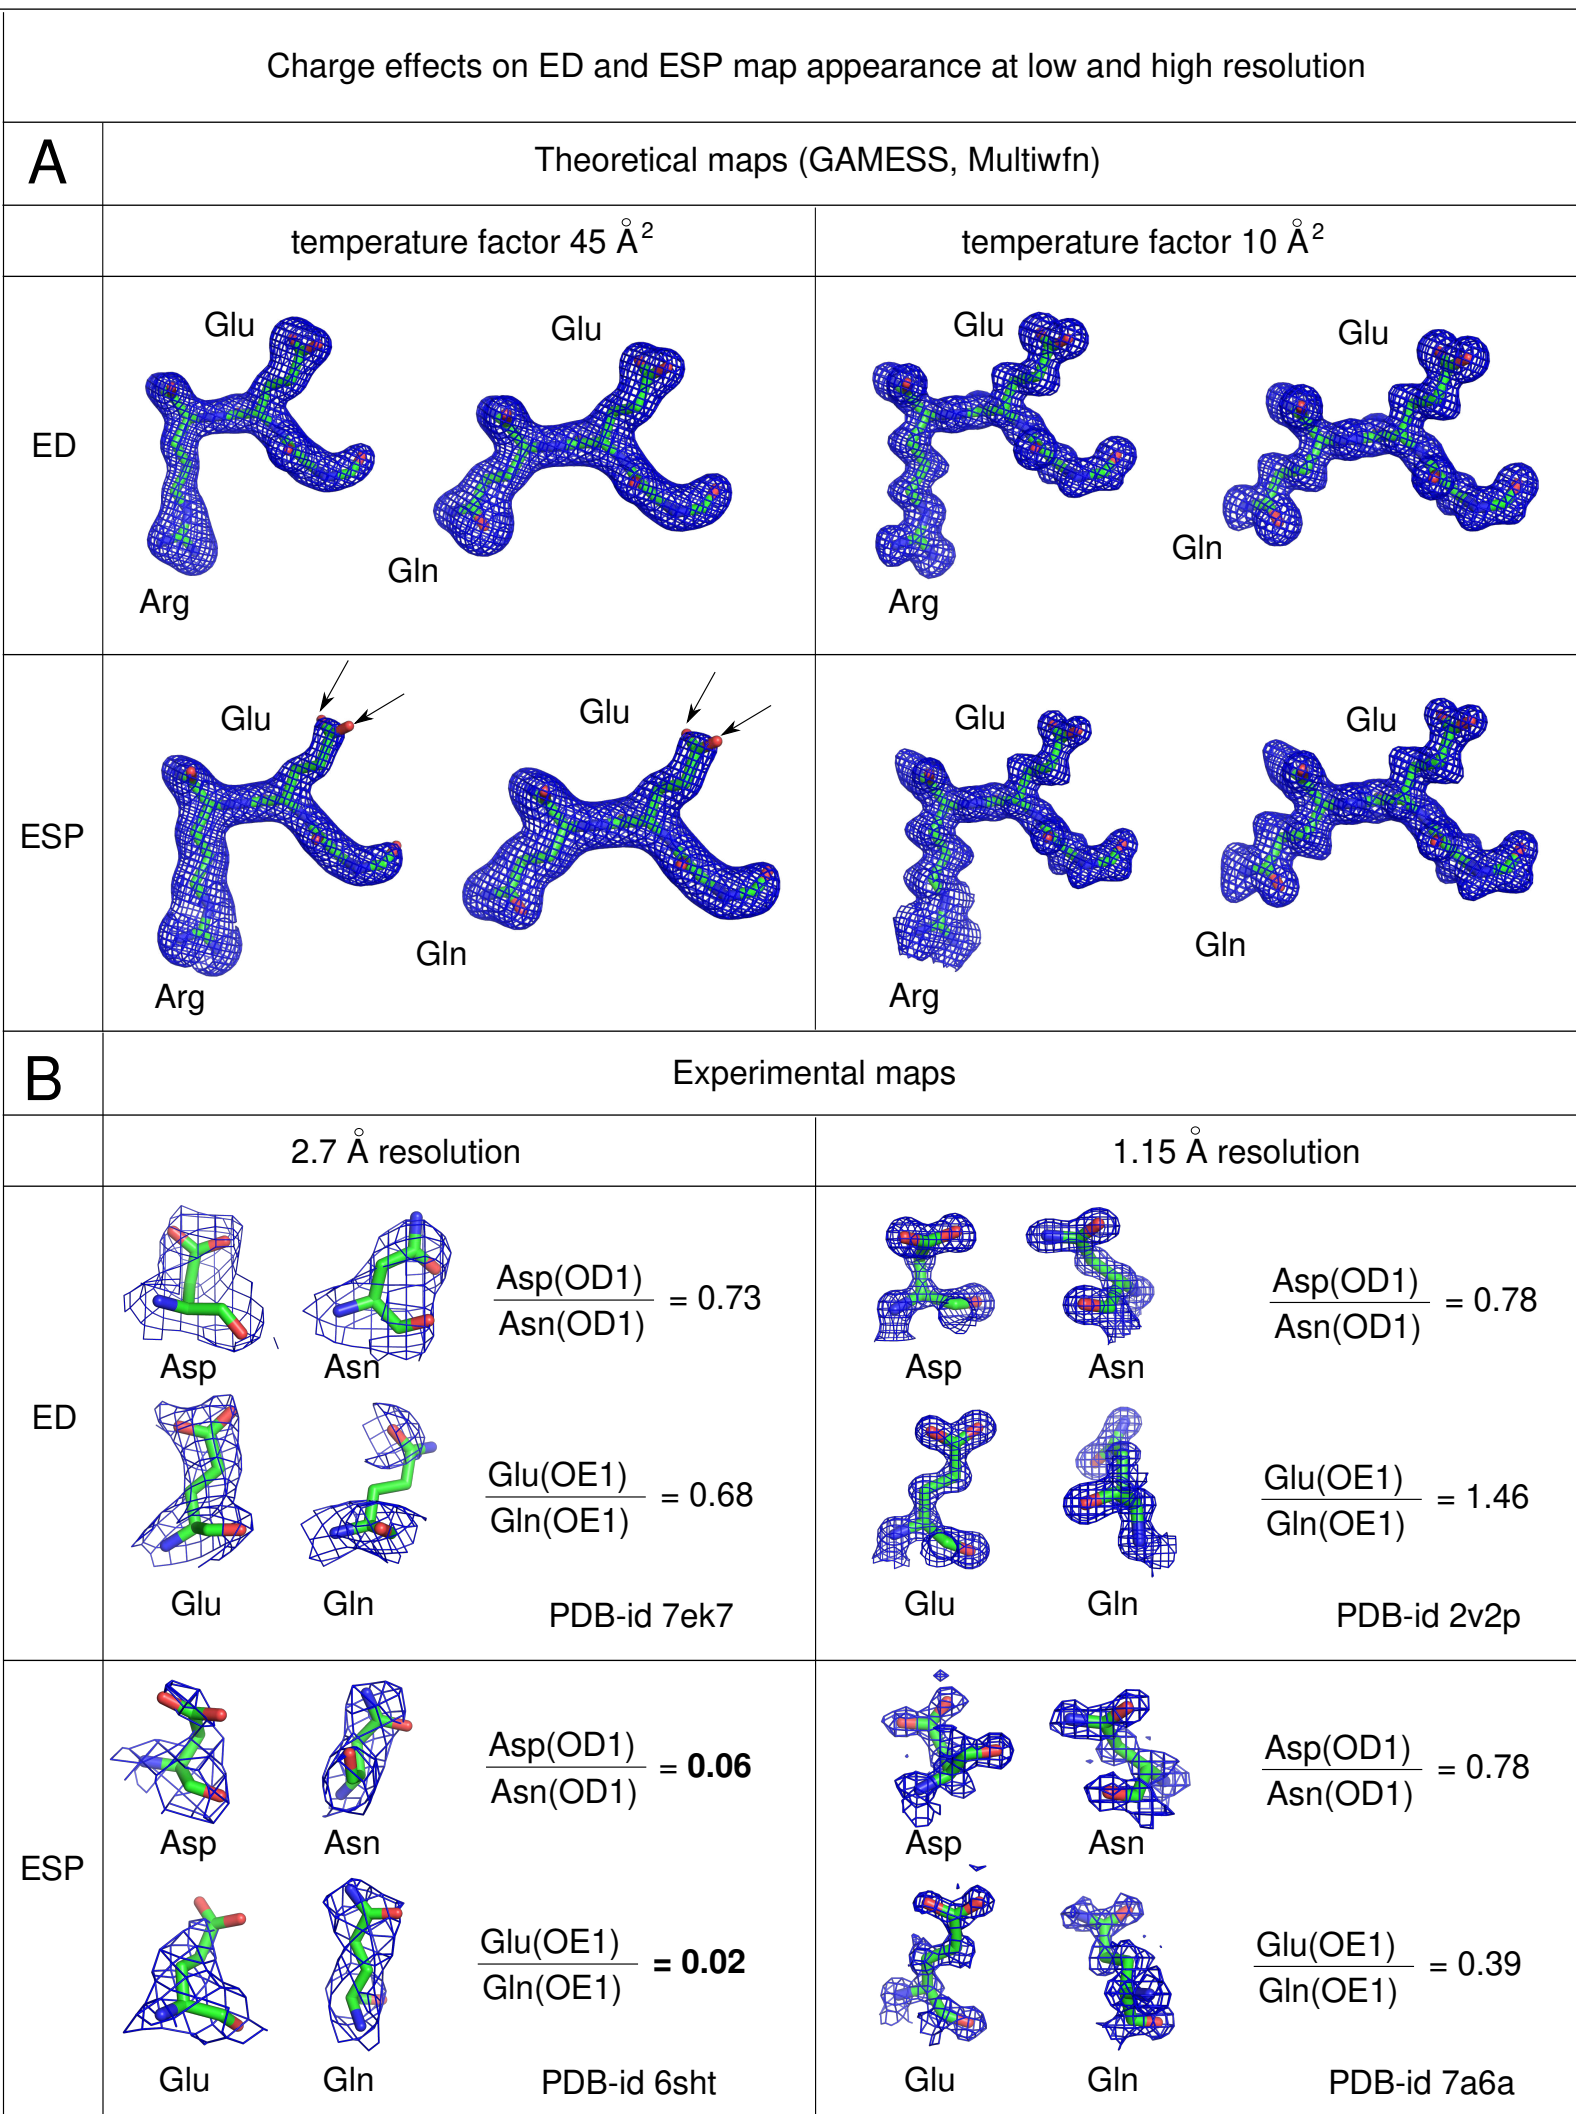 Charge effects on ED and ESP map appearance at low and high resolution
A
Theoretical maps (GAMESS, Multiwfn)
temperature factor 45 Å²
temperature factor 10 Å²
ED
Glu
Glu
Gln
Arg
Glu
Glu
Gln
Arg
ESP
Glu
Glu
Gln
Arg
Glu
Glu
Gln
Arg
B
Experimental maps
2.7 Å resolution
1.15 Å resolution
ED
Asp
Asn
Asp(OD1)
Asn(OD1)
= 0.73
Glu
Gln
Glu(OE1)
Gln(OE1)
= 0.68
PDB-id 7ek7
Asp
Asn
Asp(OD1)
Asn(OD1)
= 0.78
Glu
Gln
Glu(OE1)
Gln(OE1)
= 1.46
PDB-id 2v2p
ESP
Asp
Asn
Asp(OD1)
Asn(OD1)
= 0.06
Glu
Gln
Glu(OE1)
Gln(OE1)
= 0.02
PDB-id 6sht
Asp
Asn
Asp(OD1)
Asn(OD1)
= 0.78
Glu
Gln
Glu(OE1)
Gln(OE1)
= 0.39
PDB-id 7a6a